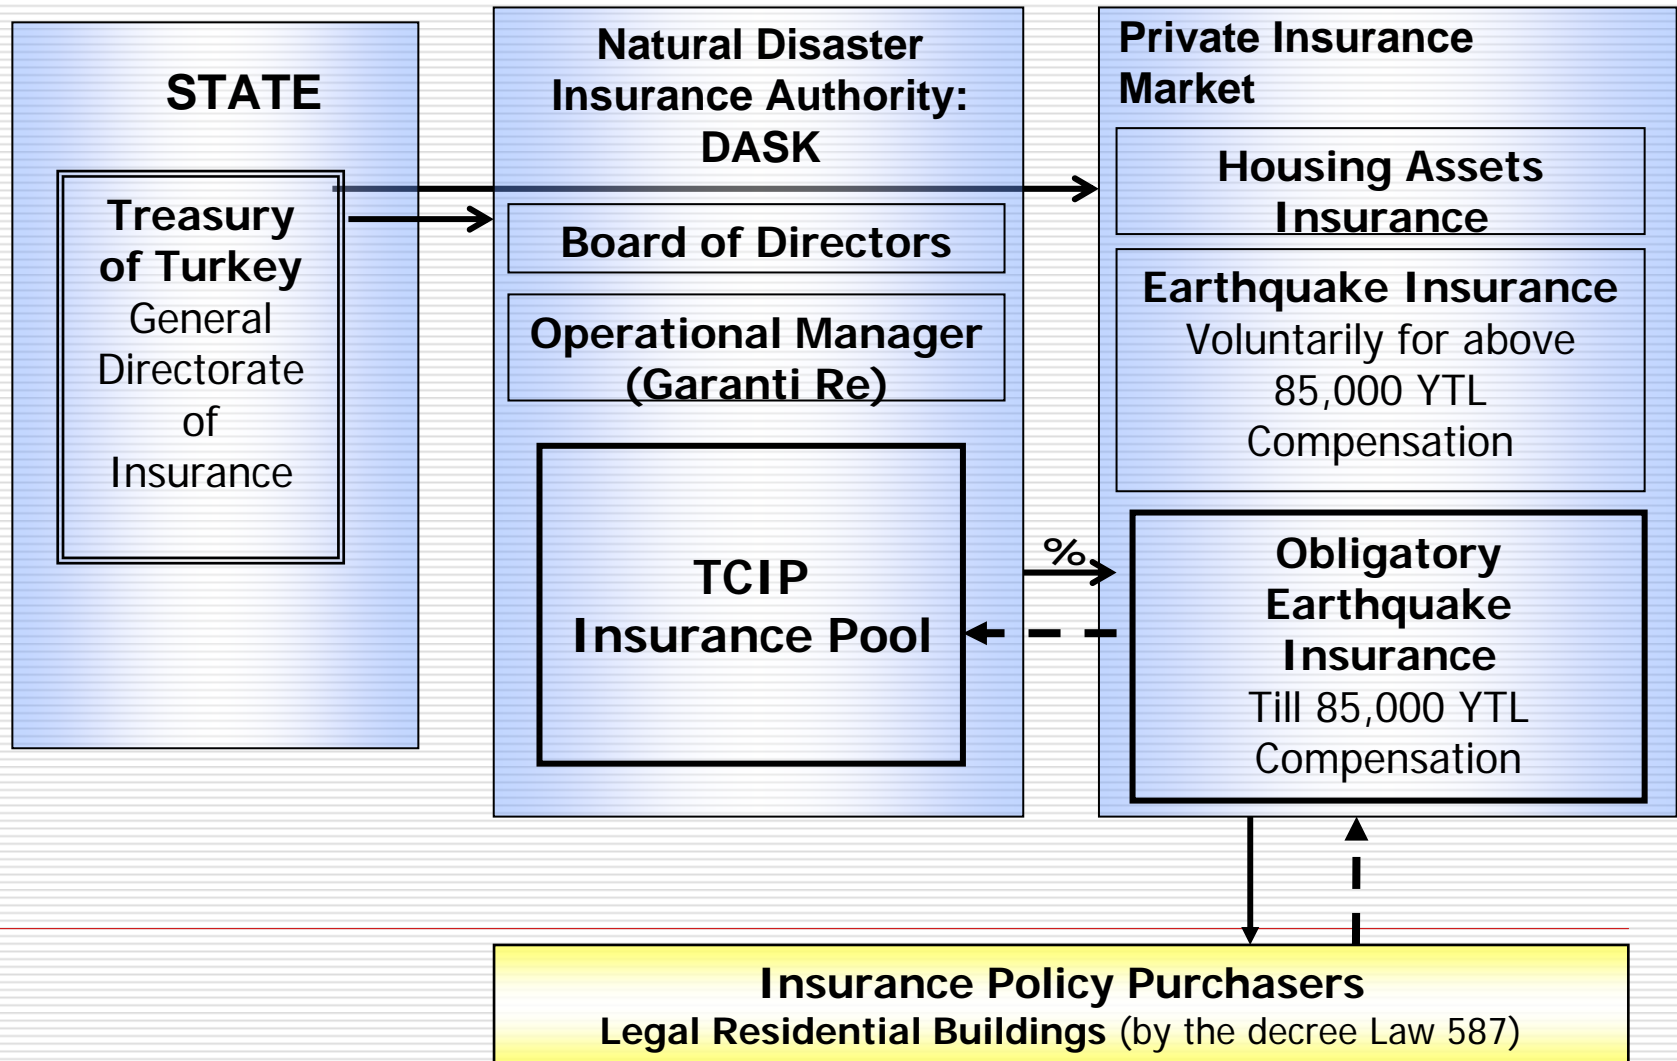 STATE
Treasury
of Turkey
General
Directorate
of
Insurance
Natural Disaster
Insurance Authority:
DASK
Board of Directors
Operational Manager
(Garanti Re)
TCIP
Insurance Pool
%
Private Insurance
Market
Housing Assets
Insurance
Earthquake Insurance
Voluntarily for above
85,000 YTL
Compensation
Obligatory
Earthquake
Insurance
Till 85,000 YTL
Compensation
Insurance Policy Purchasers
Legal Residential Buildings (by the decree Law 587)